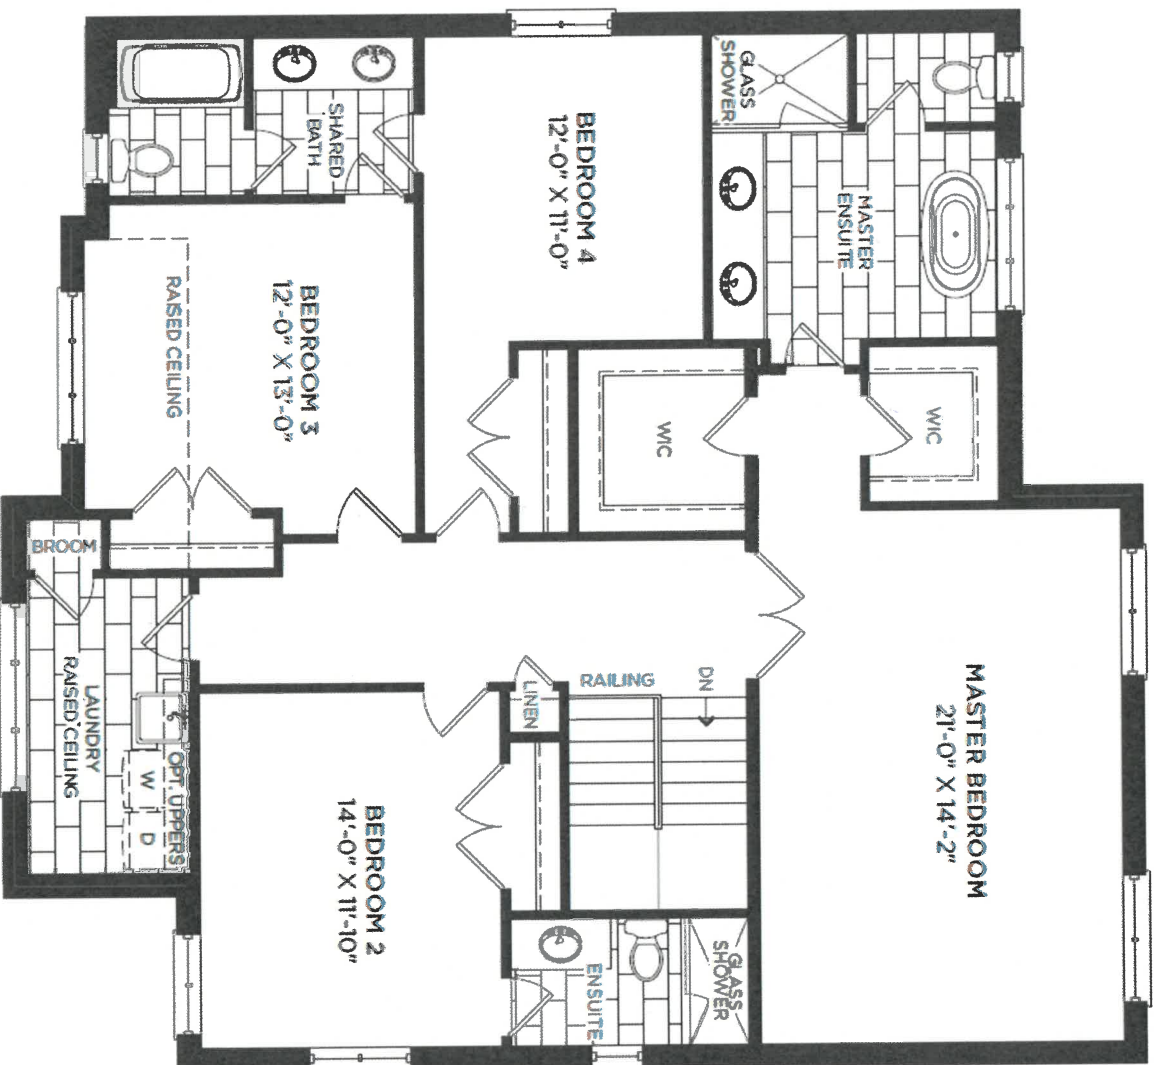 GLASS
SHOWER
MASTER
ENSUITE
BEDROOM 4
12'-0" X 11'-0"
SHARED
BATH
BEDROOM 3
12'-0" X 13'-0"
RAISED CEILING
WIC
WIC
BROOM
LAUNDRY
RAISED CEILING
OPT. UPPERS
W
D
LINEN
RAILING
DN
MASTER BEDROOM
21'-0" X 14'-2"
BEDROOM 2
14'-0" X 11'-10"
ENSUITE
GLASS
SHOWER